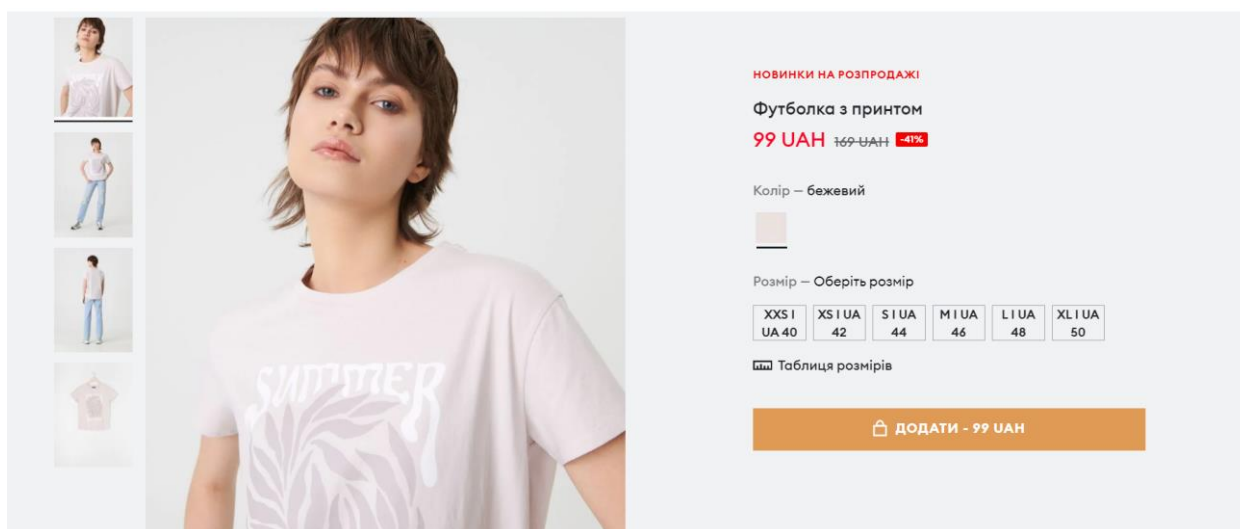 НОВИНКИ НА РОЗПРОДАЖІ
Футболка з принтом
99 UAH 169 UAH -41%
Колір — бежевий
Розмір — Оберіть розмір
XXS I UA 40
XS I UA 42
S I UA 44
M I UA 46
L I UA 48
XL I UA 50
Таблиця розмірів
ДОДАТИ - 99 UAH
SUMMER